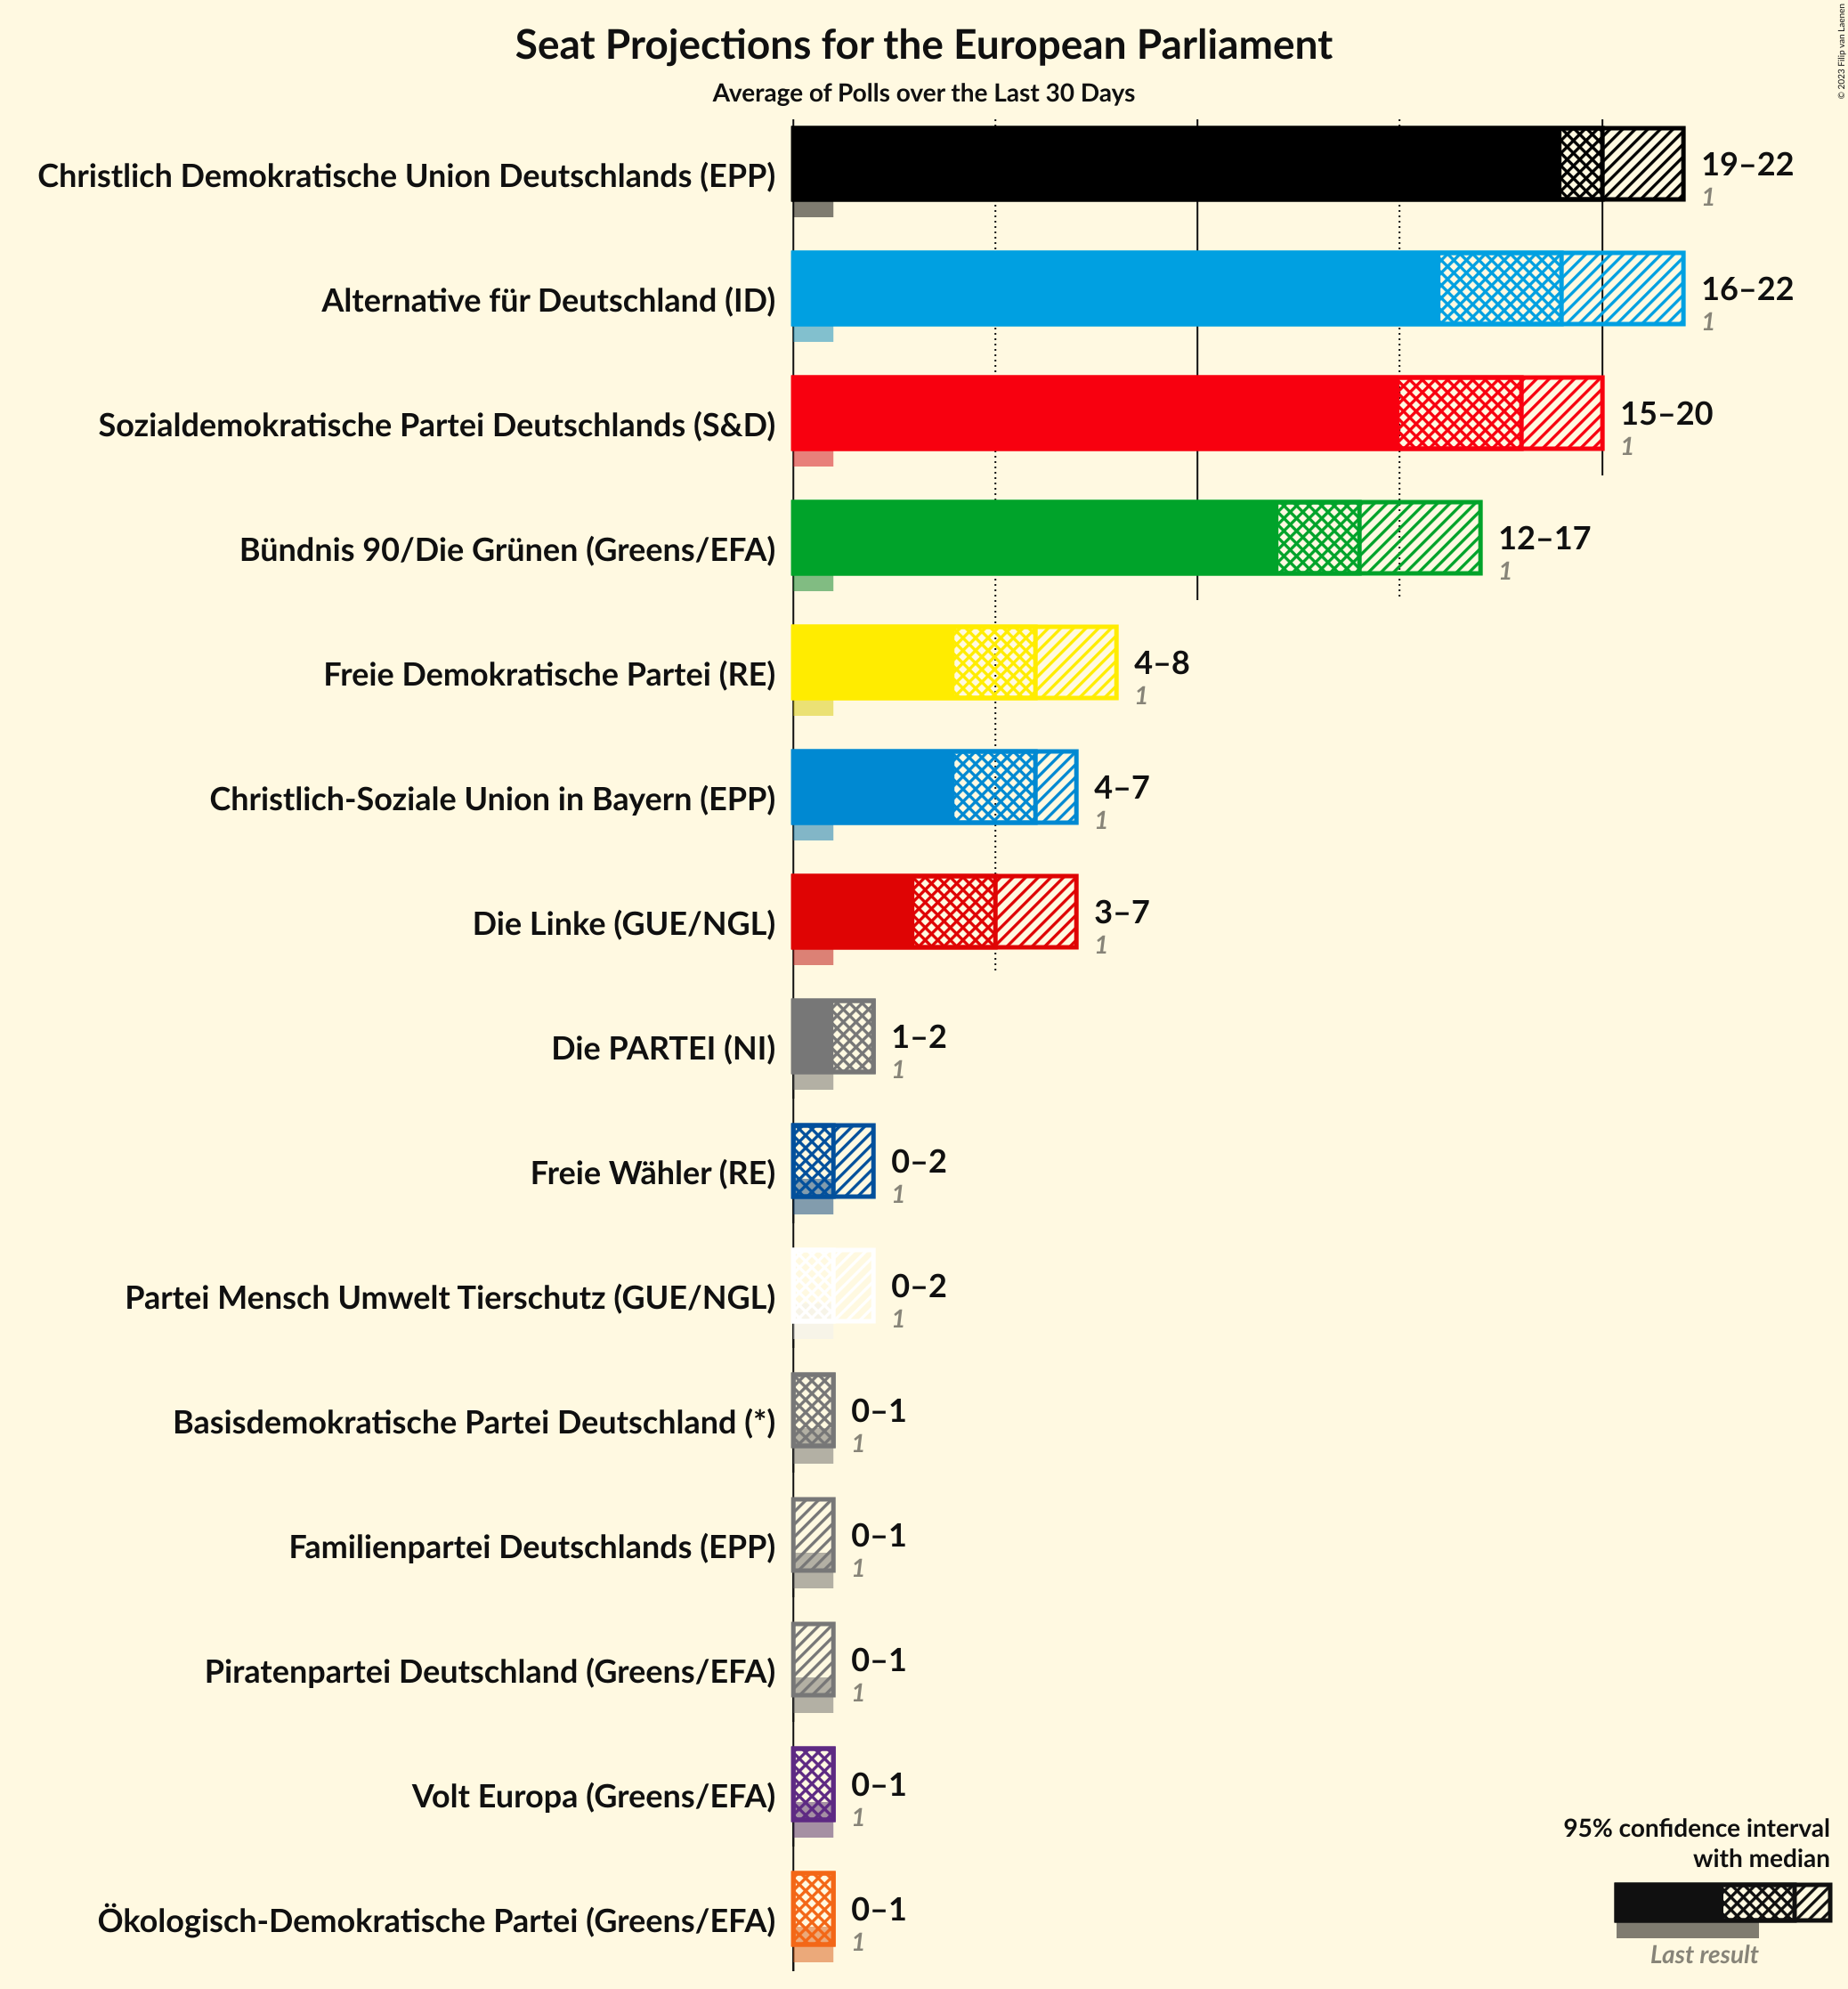 Seat Projections for the European Parliament
Average of Polls over the Last 30 Days
© 2023 Filip van Laenen
Christlich Demokratische Union Deutschlands (EPP)
19–22
1
Alternative für Deutschland (ID)
16–22
1
Sozialdemokratische Partei Deutschlands (S&D)
15–20
1
Bündnis 90/Die Grünen (Greens/EFA)
12–17
1
Freie Demokratische Partei (RE)
4–8
1
Christlich-Soziale Union in Bayern (EPP)
4–7
1
Die Linke (GUE/NGL)
3–7
1
Die PARTEI (NI)
1–2
1
Freie Wähler (RE)
0–2
1
Partei Mensch Umwelt Tierschutz (GUE/NGL)
0–2
1
Basisdemokratische Partei Deutschland (*)
0–1
1
Familienpartei Deutschlands (EPP)
0–1
1
Piratenpartei Deutschland (Greens/EFA)
0–1
1
Volt Europa (Greens/EFA)
0–1
1
Ökologisch-Demokratische Partei (Greens/EFA)
0–1
1
95% confidence interval
with median
Last result